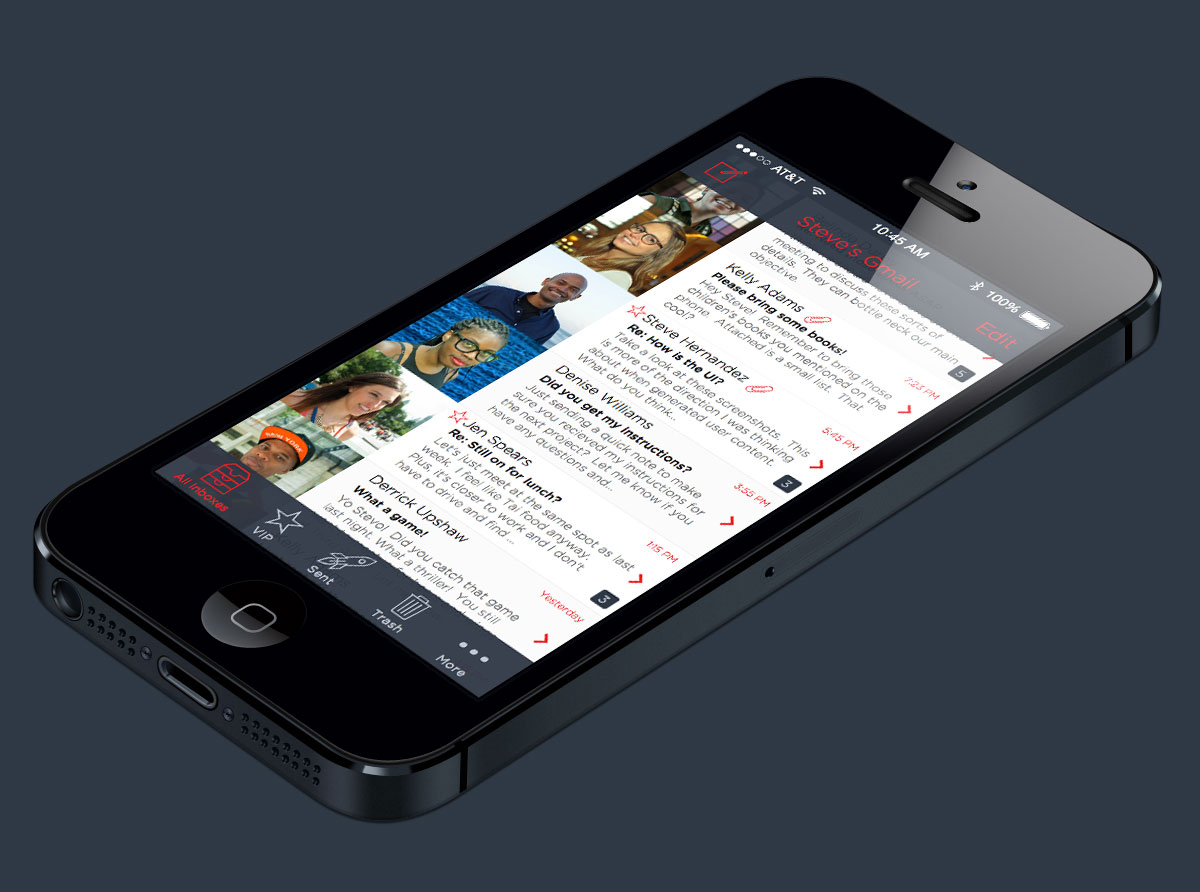 AT&T
10:45 AM
100%
Steve's Gmail
Edit
meeting to discuss these sorts of
details. They can bottle neck our main
objective.
5
Kelly Adams
7:23 PM
Please bring some books!
Hey Steve! Remember to bring those
children's books you mentioned on the
phone. Attached is a small list. That
cool?
Steve Hernandez
5:45 PM
Re: How is the UI?
Take a look at these screenshots. This
is more of the direction I was thinking
about when generated user content.
What do you think...
3
Denise Williams
3:55 PM
Did you get my Instructions?
Just sending a quick note to make
sure you recieved my instructions for
the next project? Let me know if you
have any questions and...
Jen Spears
1:15 PM
Re: Still on for lunch?
Let's just meet at the same spot as last
week. I feel like Tai food anyway.
Plus, it's closer to work and I don't
have to drive and find...
3
Derrick Upshaw
Yesterday
What a game!
Yo Stevo! Did you catch that game
last night. What a thriller! You still
NEW YORK
All Inboxes
VIP
Sent
Trash
More